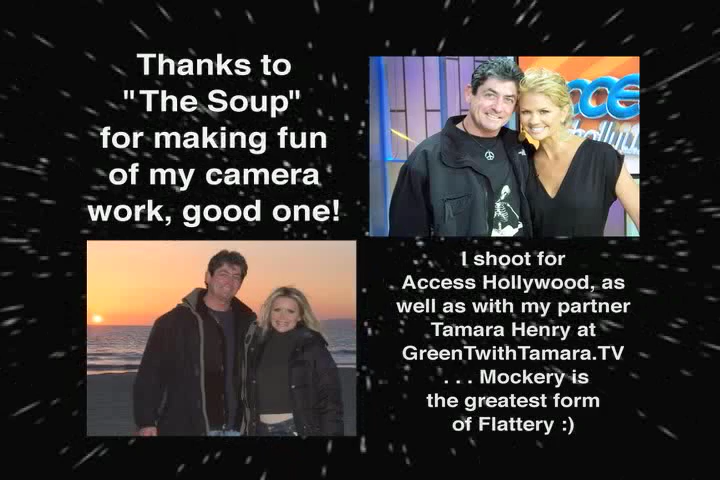 Thanks to
"The Soup"
for making fun
of my camera
work, good one!
I shoot for
Access Hollywood, as
well as with my partner
Tamara Henry at
GreenTwithTamara.TV
. . . Mockery is
the greatest form
of Flattery :)